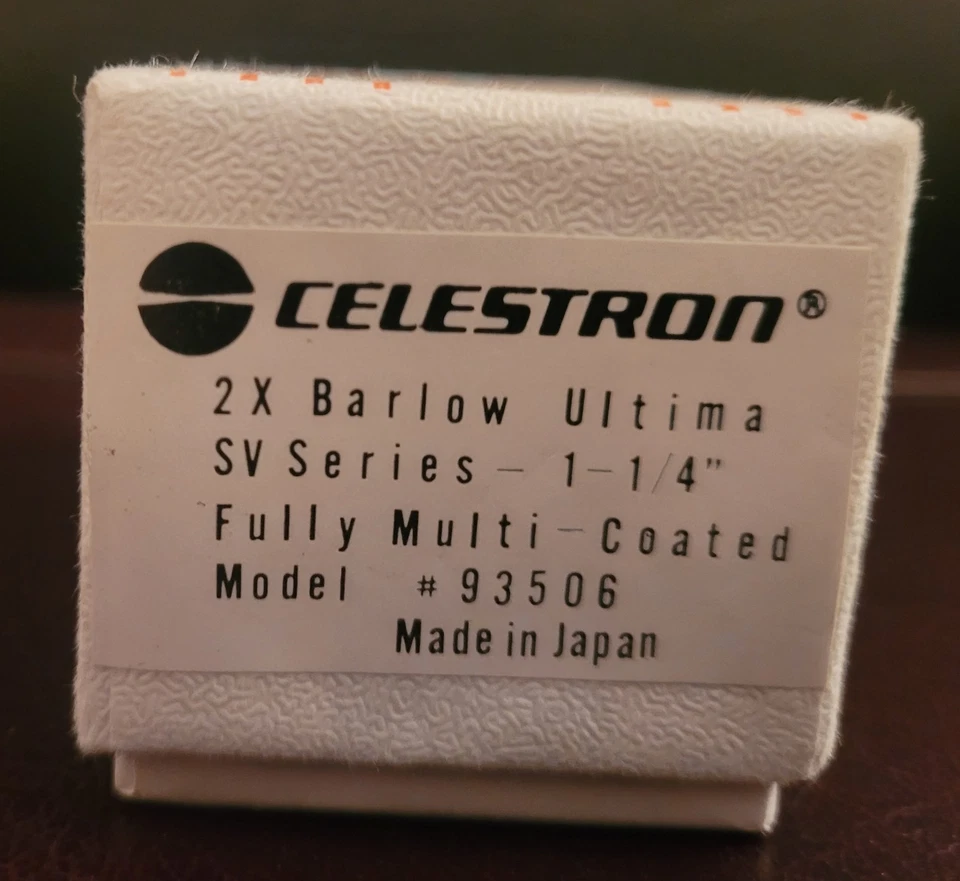 CELESTRON®
2X Barlow Ultima
SV Series - 1-1/4"
Fully Multi-Coated
Model #93506
Made in Japan